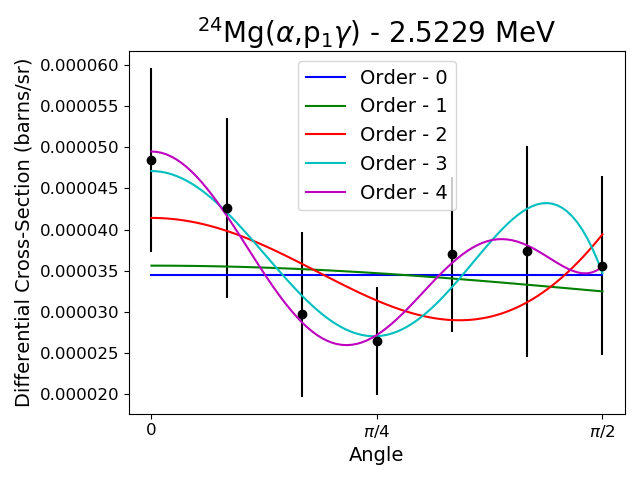 ²⁴Mg(α,p₁γ) - 2.5229 MeV
Differential Cross-Section (barns/sr)
0.000060
0.000055
0.000050
0.000045
0.000040
0.000035
0.000030
0.000025
0.000020
Order - 0
Order - 1
Order - 2
Order - 3
Order - 4
0 π/4 π/2
Angle